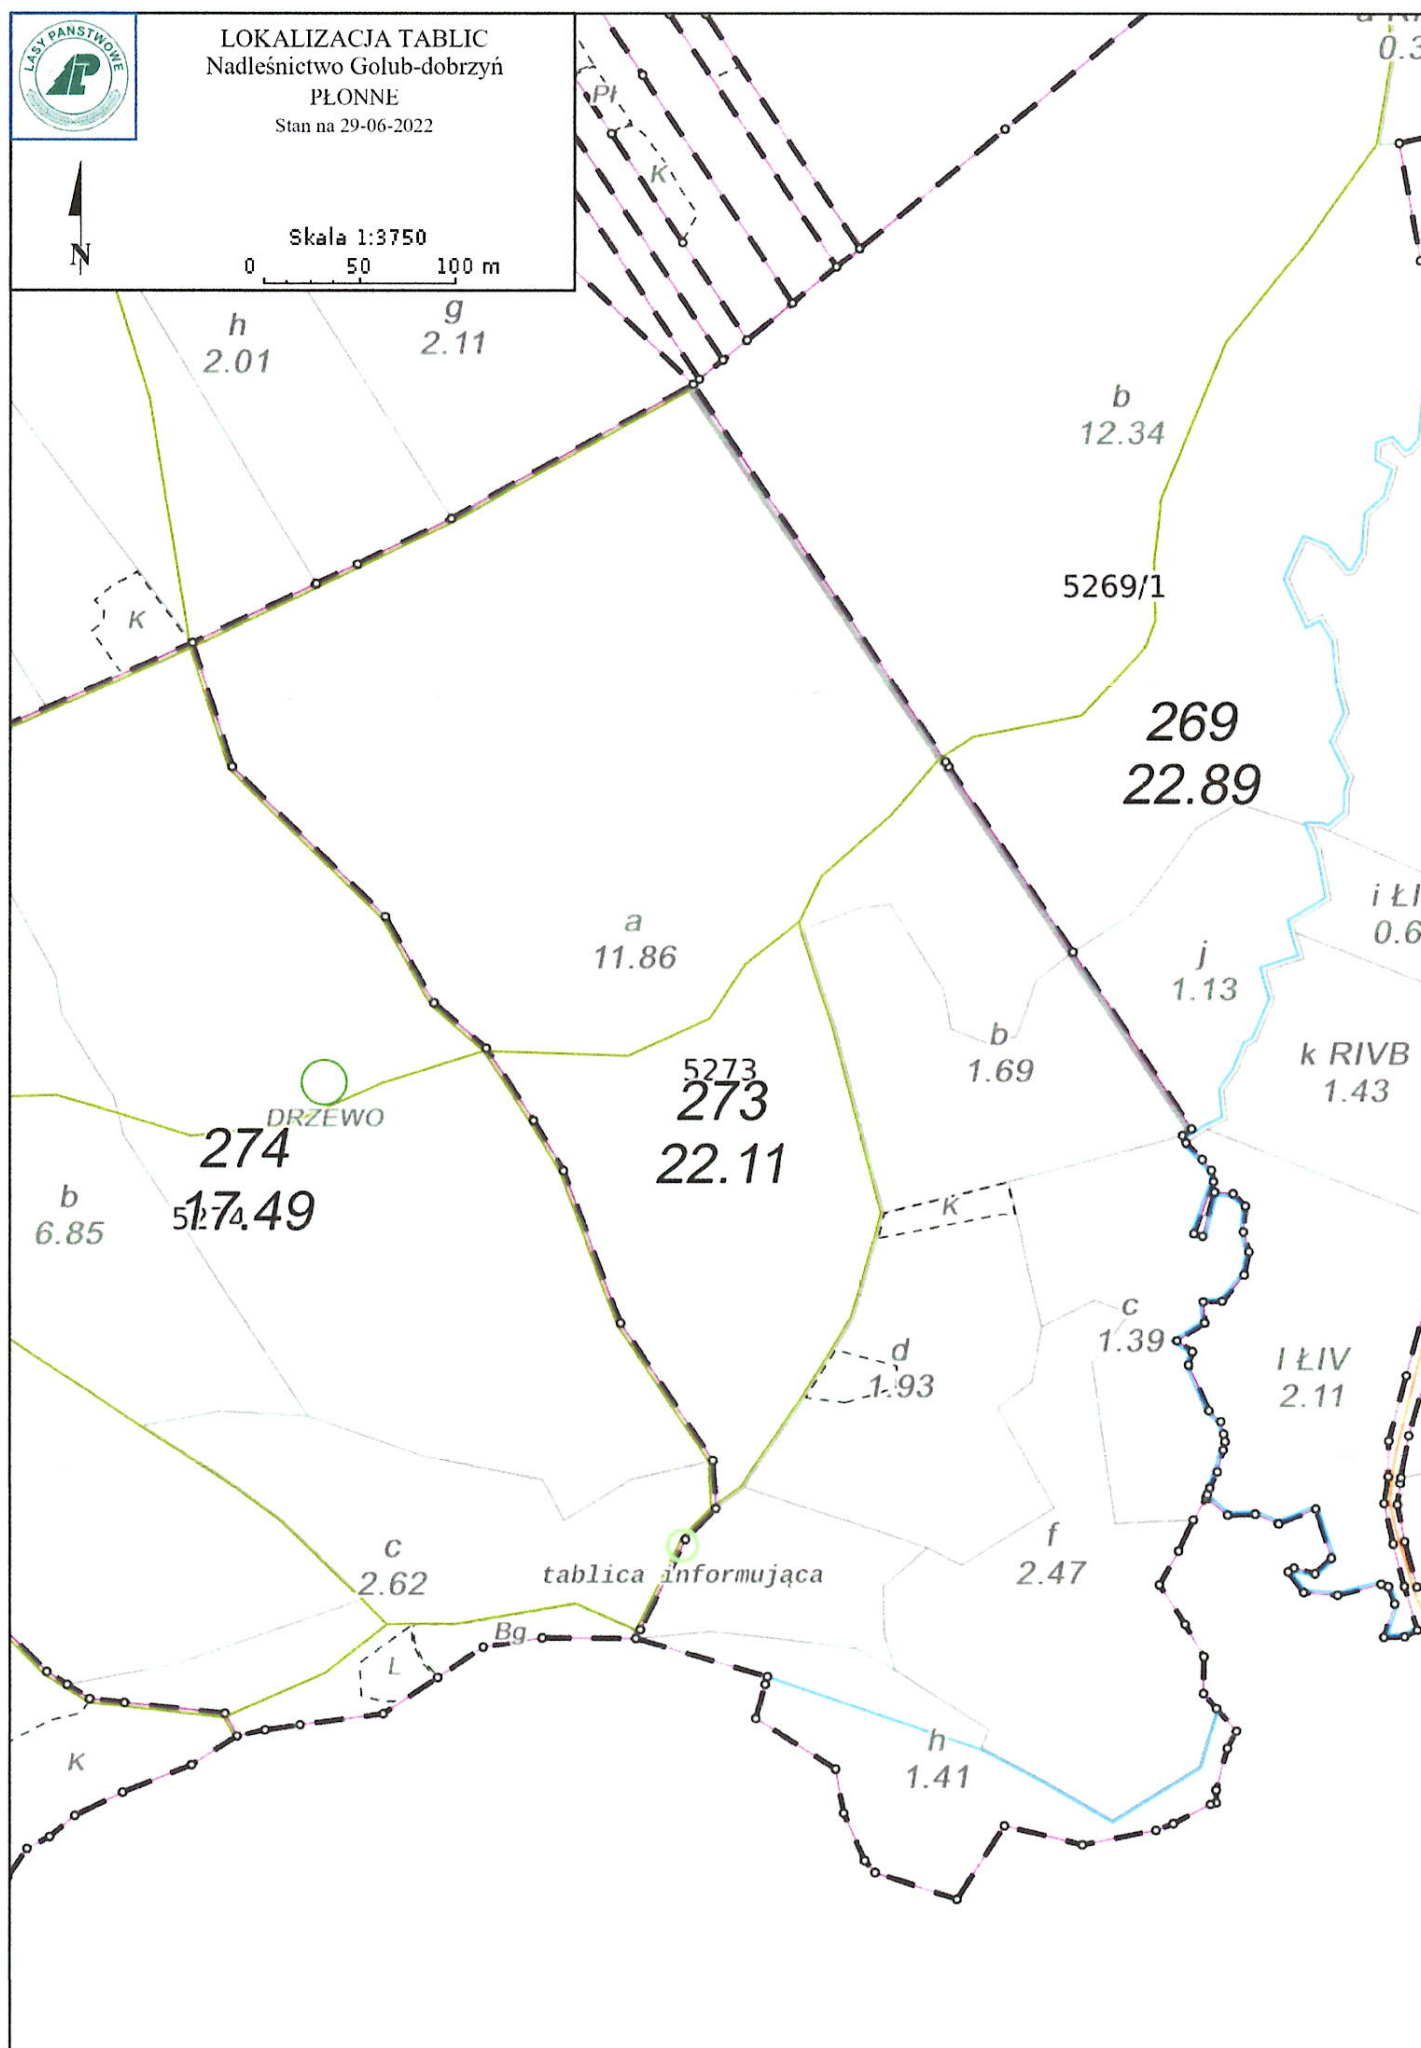 LASY PAŃSTWOWE
LOKALIZACJA TABLIC
Nadleśnictwo Golub-dobrzyń
PŁONNE
Stan na 29-06-2022
N
Skala 1:3750
0 50 100 m
Pł
K
0.3
h
2.01
g
2.11
b
12.34
5269/1
K
269
22.89
a
11.86
i ŁI
0.6
j
1.13
b
1.69
k RIVB
1.43
5273
273
22.11
DRZEWO
274
17.49
5274
b
6.85
K
c
1.39
d
1.93
l ŁIV
2.11
c
2.62
tablica informująca
f
2.47
Bg
L
K
h
1.41